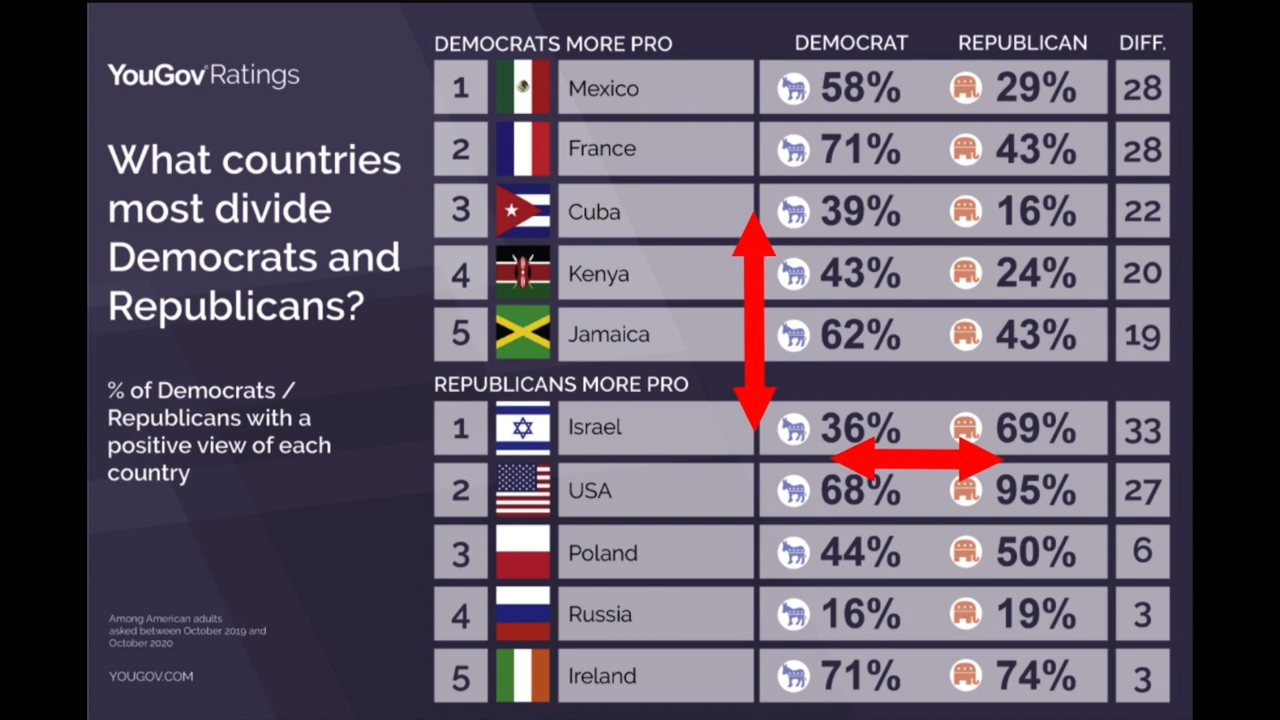 YouGov Ratings
What countries
most divide
Democrats and
Republicans?
% of Democrats /
Republicans with a
positive view of each
country
Among American adults
asked between October 2019 and
October 2020
YOUGOV.COM
DEMOCRATS MORE PRO DEMOCRAT REPUBLICAN DIFF.
1 Mexico 58% 29% 28
2 France 71% 43% 28
3 Cuba 39% 16% 22
4 Kenya 43% 24% 20
5 Jamaica 62% 43% 19
REPUBLICANS MORE PRO
1 Israel 36% 69% 33
2 USA 68% 95% 27
3 Poland 44% 50% 6
4 Russia 16% 19% 3
5 Ireland 71% 74% 3